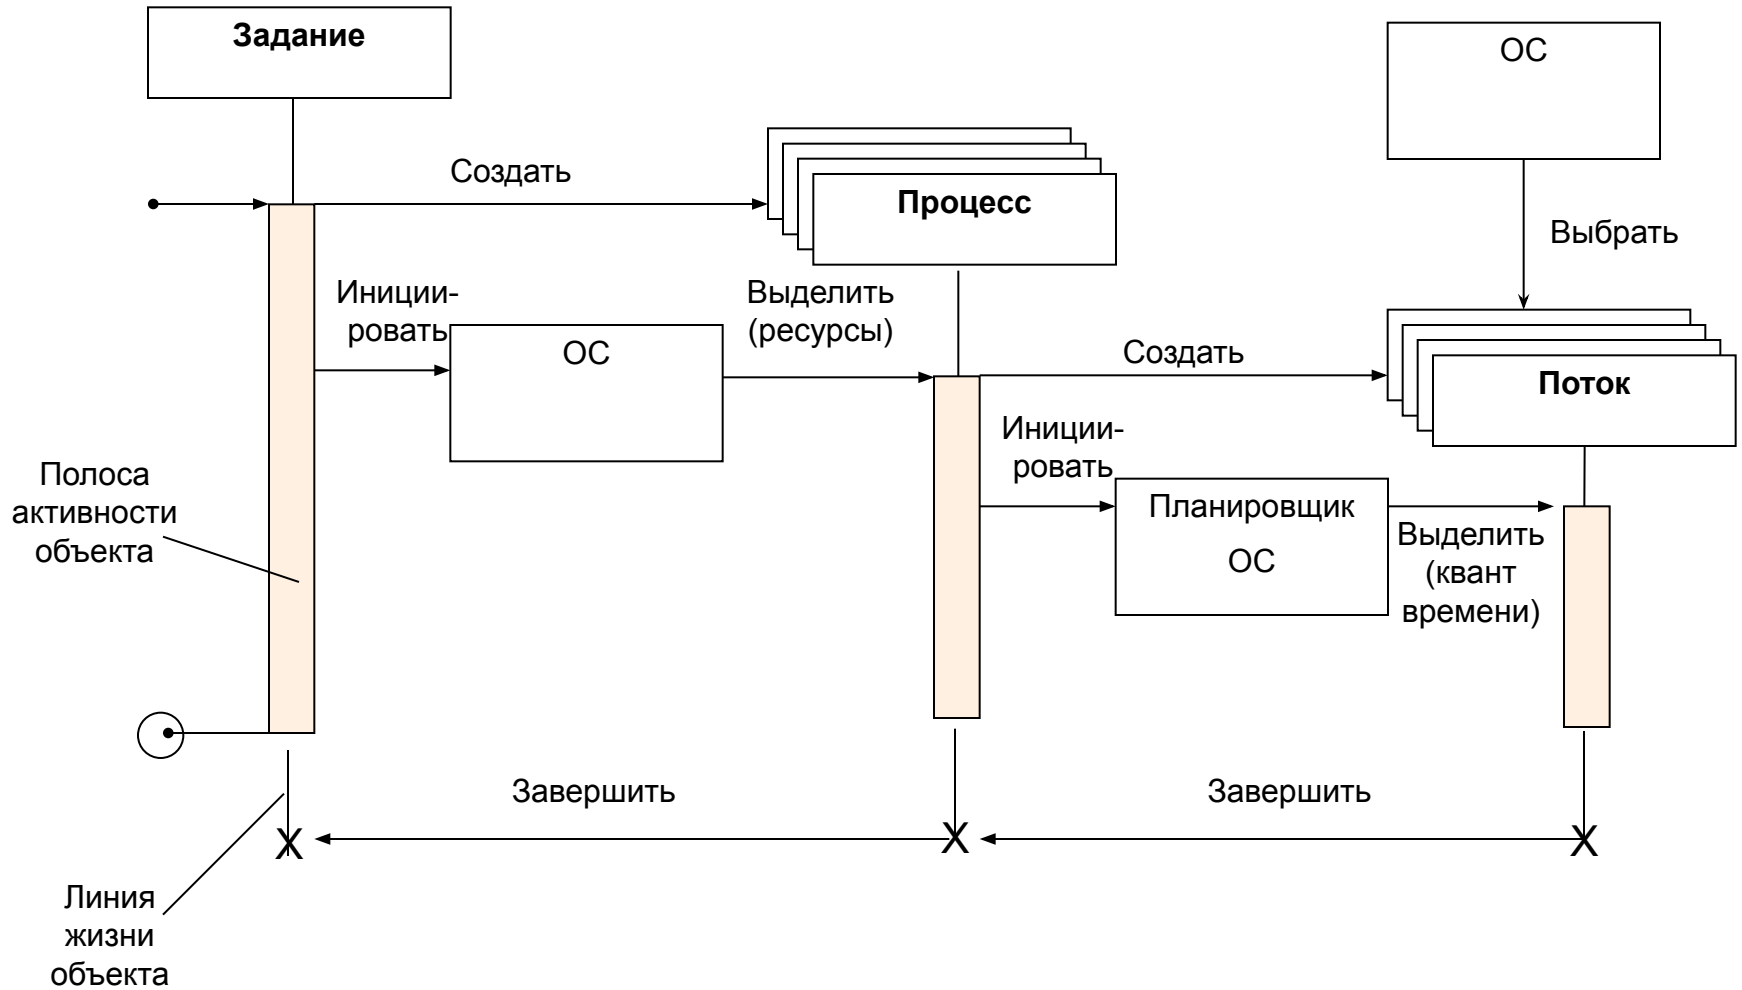 Задание
ОС
Создать
Процесс
Выбрать
Иниции-
ровать
ОС
Выделить
(ресурсы)
Создать
Поток
Иниции-
ровать
Планировщик
ОС
Выделить
(квант
времени)
Полоса
активности
объекта
Завершить
Завершить
X
X
X
Линия
жизни
объекта